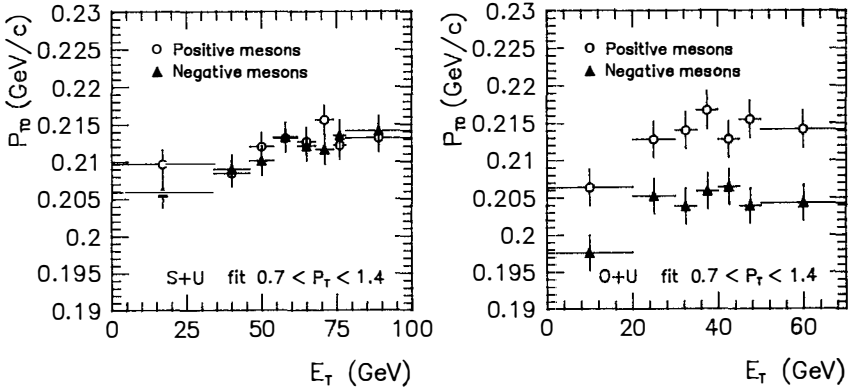 P_T0 (GeV/c)
0.23
0.22
0.21
0.2
0.19
0.215
0.205
0.195
Positive mesons
Negative mesons
S+U fit 0.7 < P_T < 1.4
0 25 50 75 100
E_T (GeV)
P_T0 (GeV/c)
0.23
0.225
0.22
0.215
0.21
0.205
0.2
0.195
0.19
Positive mesons
Negative mesons
O+U fit 0.7 < P_T < 1.4
0 20 40 60
E_T (GeV)